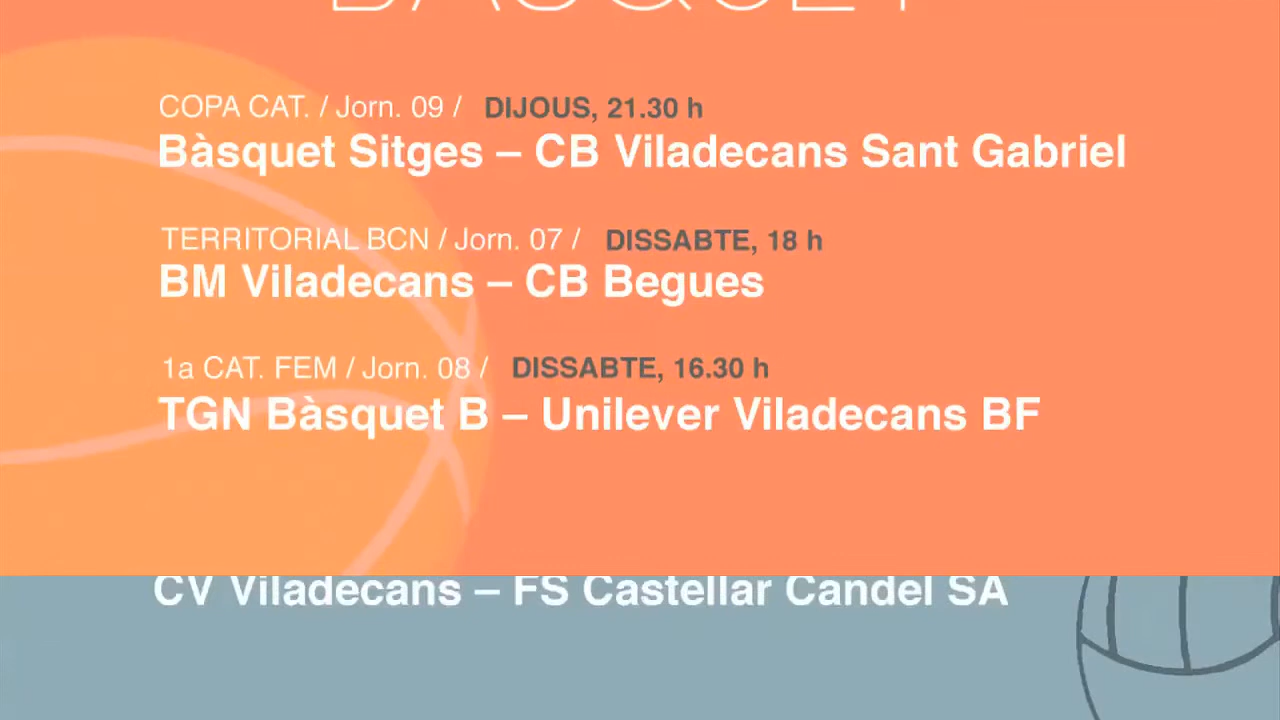 BÀSQUET
COPA CAT. / Jorn. 09 / DIJOUS, 21.30 h
Bàsquet Sitges – CB Viladecans Sant Gabriel
TERRITORIAL BCN / Jorn. 07 / DISSABTE, 18 h
BM Viladecans – CB Begues
1a CAT. FEM / Jorn. 08 / DISSABTE, 16.30 h
TGN Bàsquet B – Unilever Viladecans BF
CV Viladecans – FS Castellar Candel SA